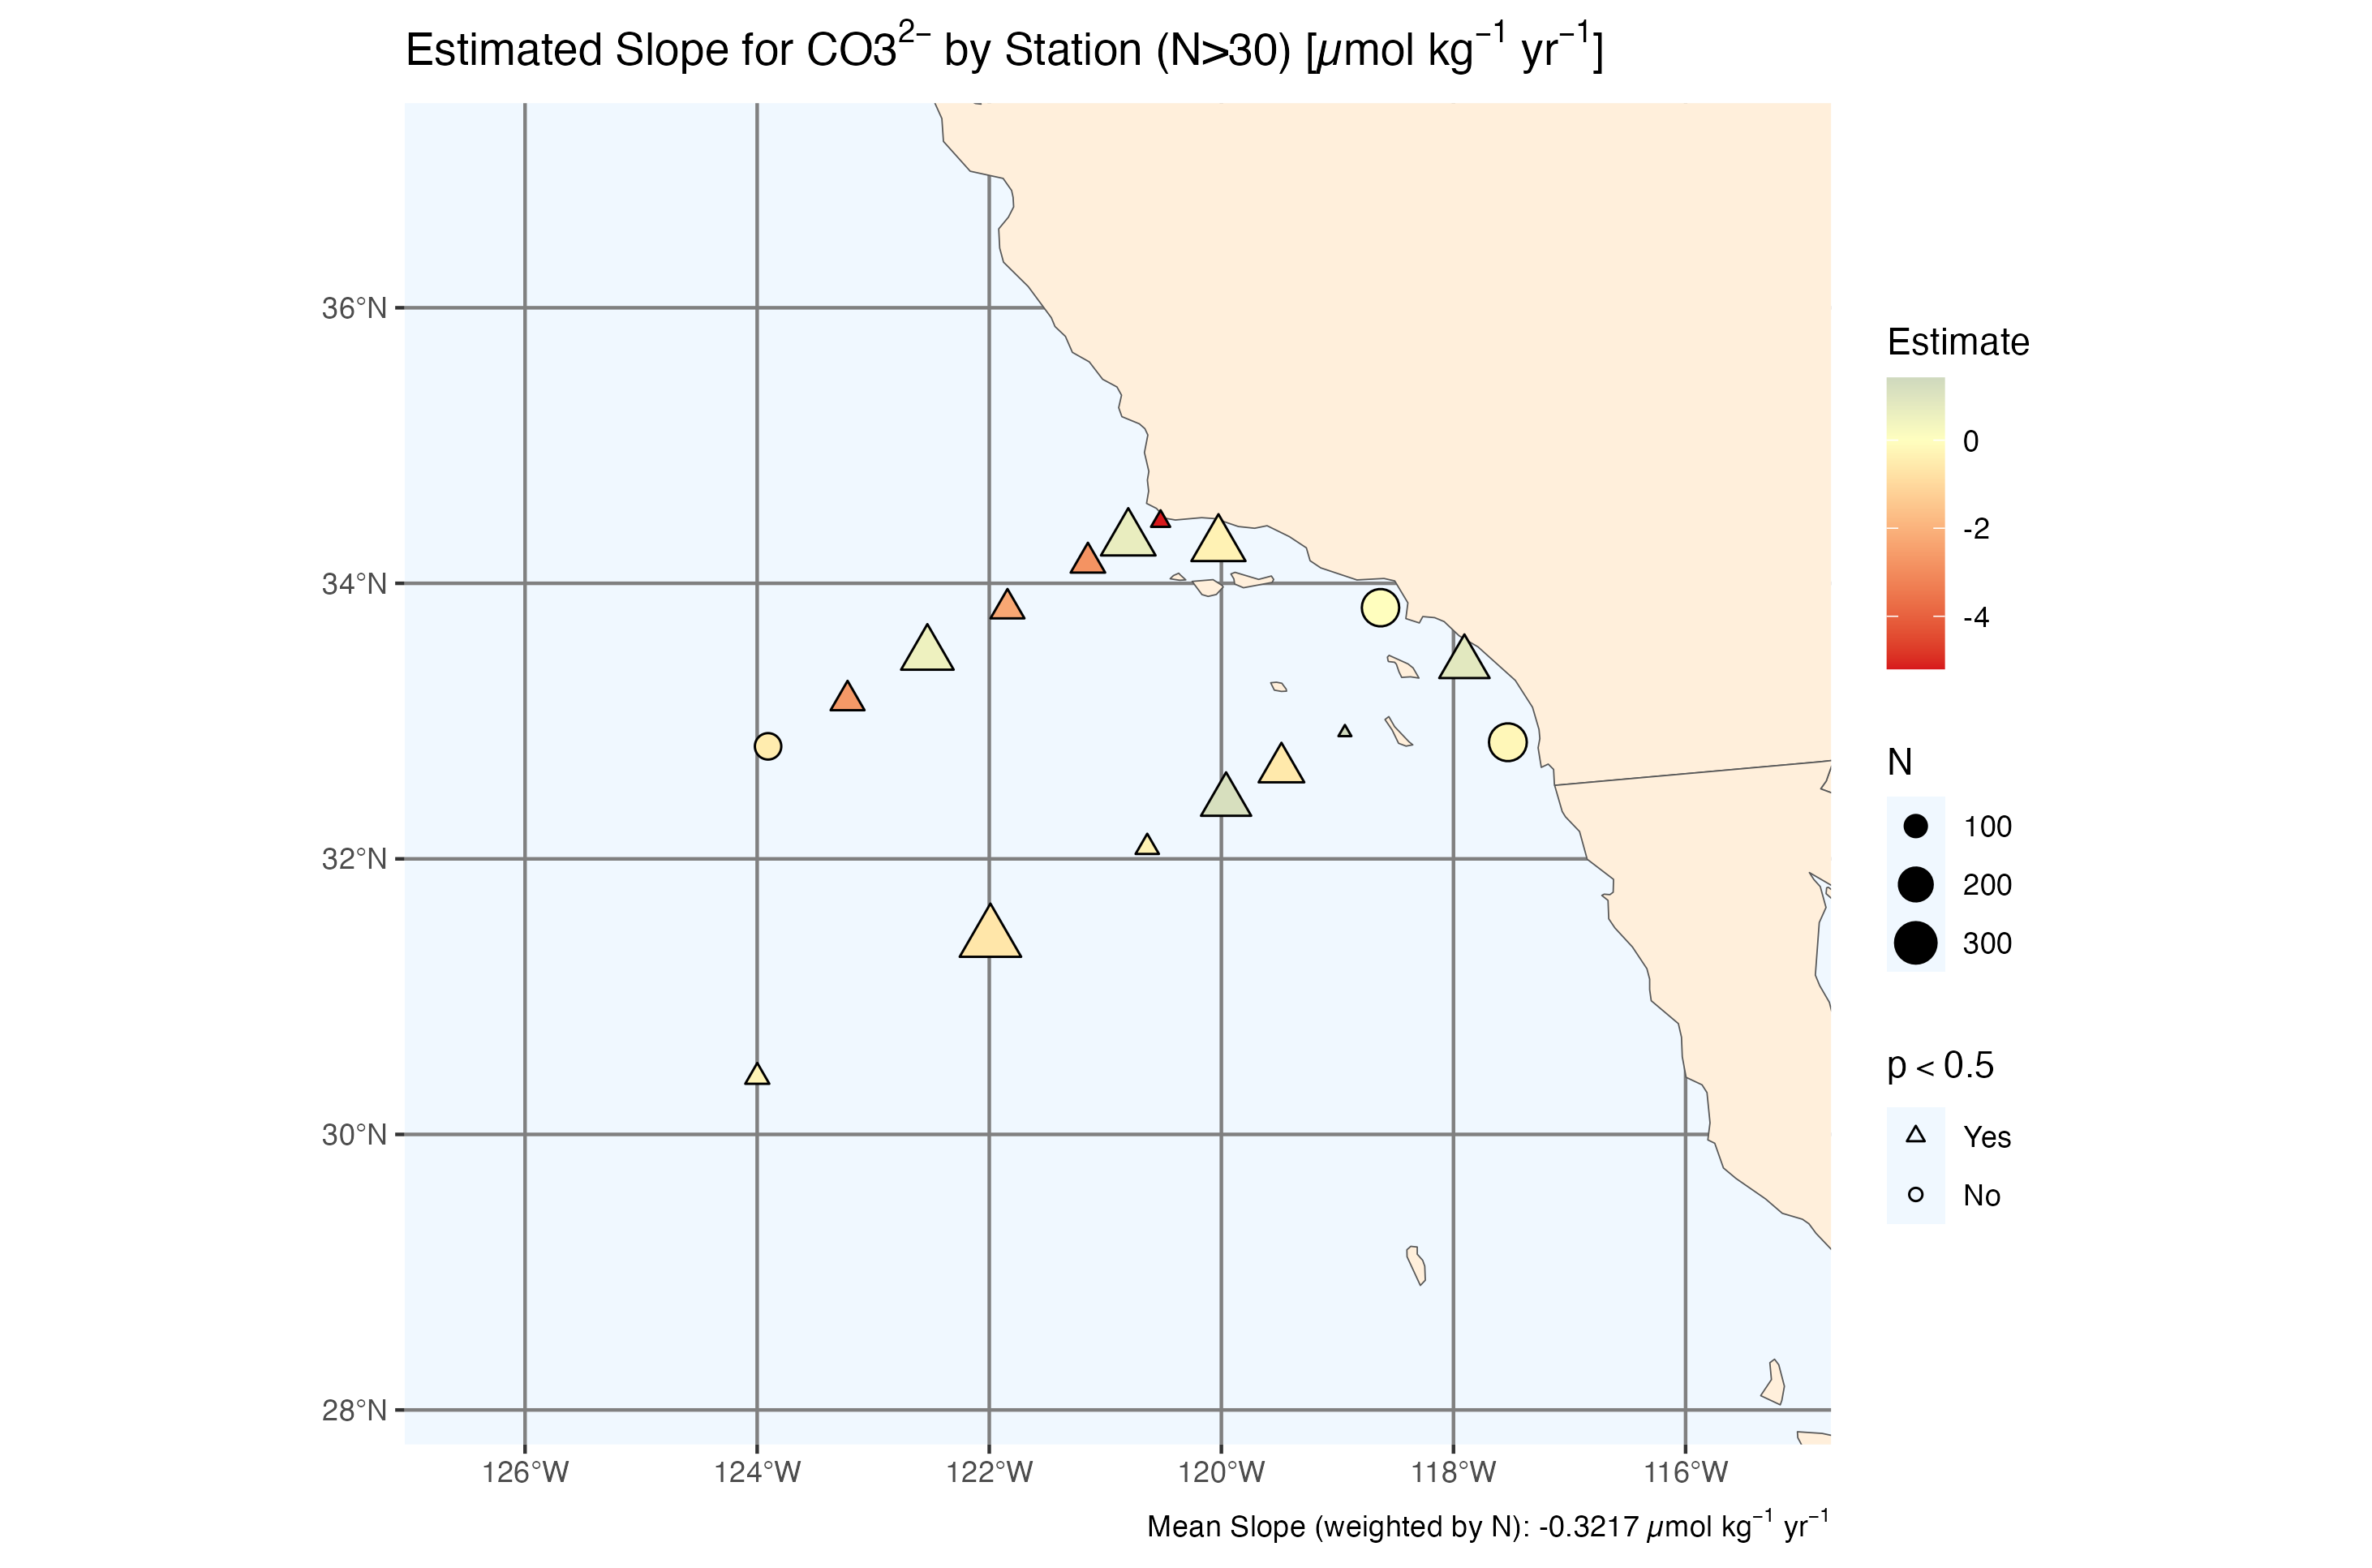 Estimated Slope for CO3²⁻ by Station (N>30) [μmol kg⁻¹ yr⁻¹]
36°N
34°N
32°N
30°N
28°N
126°W
124°W
122°W
120°W
118°W
116°W
Estimate
0
-2
-4
N
100
200
300
p < 0.5
Yes
No
Mean Slope (weighted by N): -0.3217 μmol kg⁻¹ yr⁻¹